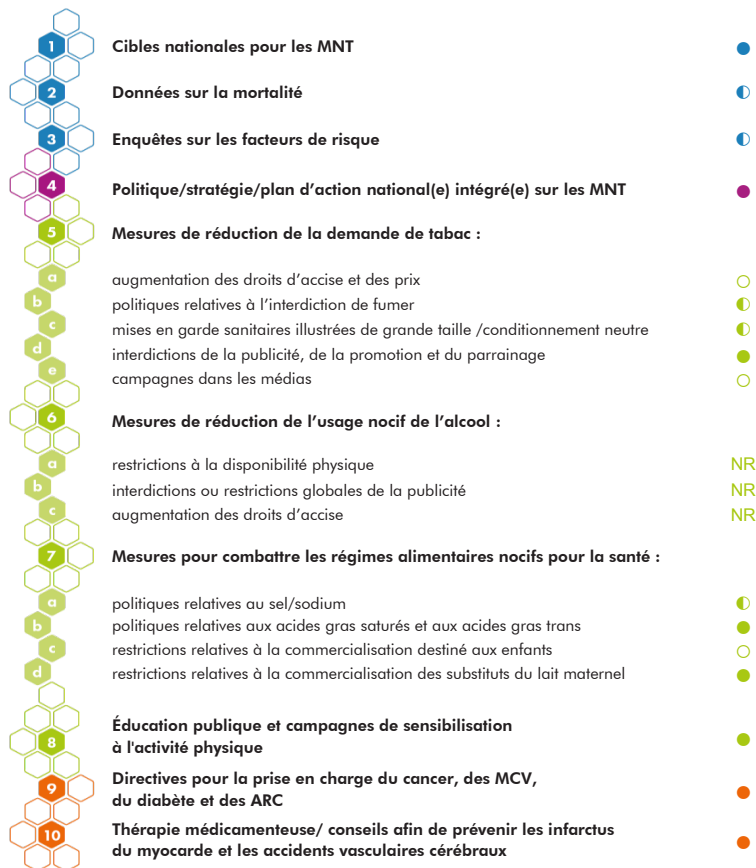 1 Cibles nationales pour les MNT
2 Données sur la mortalité
3 Enquêtes sur les facteurs de risque
4 Politique/stratégie/plan d’action national(e) intégré(e) sur les MNT
5 Mesures de réduction de la demande de tabac :
a augmentation des droits d’accise et des prix
b politiques relatives à l’interdiction de fumer
c mises en garde sanitaires illustrées de grande taille /conditionnement neutre
d interdictions de la publicité, de la promotion et du parrainage
e campagnes dans les médias
6 Mesures de réduction de l’usage nocif de l’alcool :
a restrictions à la disponibilité physique NR
b interdictions ou restrictions globales de la publicité NR
c augmentation des droits d’accise NR
7 Mesures pour combattre les régimes alimentaires nocifs pour la santé :
a politiques relatives au sel/sodium
b politiques relatives aux acides gras saturés et aux acides gras trans
c restrictions relatives à la commercialisation destiné aux enfants
d restrictions relatives à la commercialisation des substituts du lait maternel
8 Éducation publique et campagnes de sensibilisation
à l'activité physique
9 Directives pour la prise en charge du cancer, des MCV,
du diabète et des ARC
10 Thérapie médicamenteuse/ conseils afin de prévenir les infarctus
du myocarde et les accidents vasculaires cérébraux